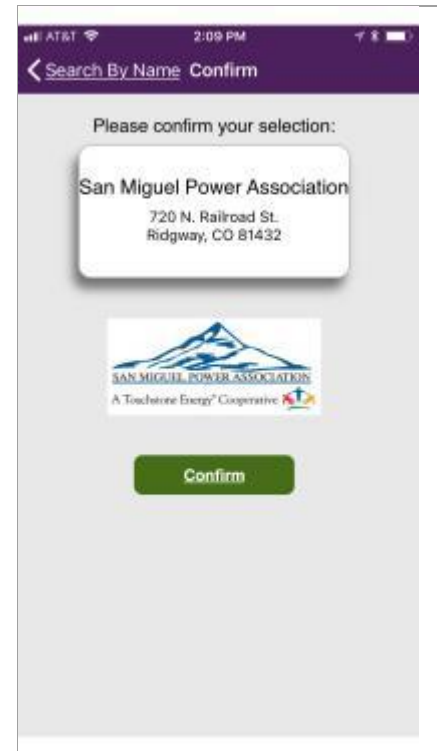 AT&T 2:09 PM
Search By Name Confirm
Please confirm your selection:
San Miguel Power Association
720 N. Railroad St.
Ridgway, CO 81432
SAN MIGUEL POWER ASSOCIATION
A Touchstone Energy® Cooperative
Confirm